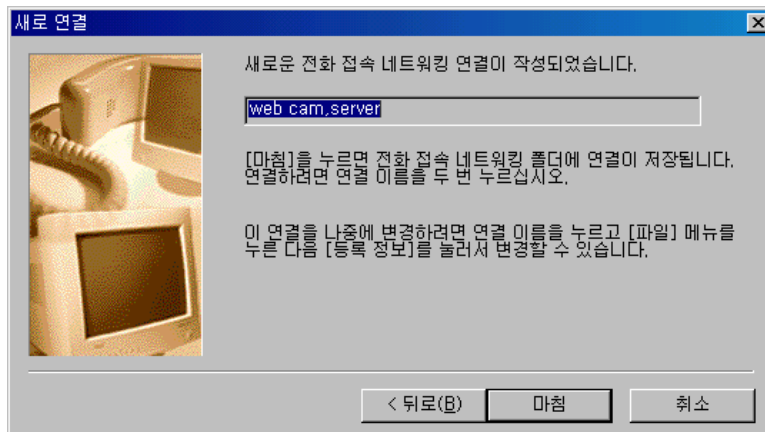 새로 연결
새로운 전화 접속 네트워킹 연결이 작성되었습니다.
web cam,server
[마침]을 누르면 전화 접속 네트워킹 폴더에 연결이 저장됩니다.
연결하려면 연결 이름을 두 번 누르십시오.
이 연결을 나중에 변경하려면 연결 이름을 누르고 [파일] 메뉴를
누른 다음 [등록 정보]를 눌러서 변경할 수 있습니다.
< 뒤로(B) 마침 취소